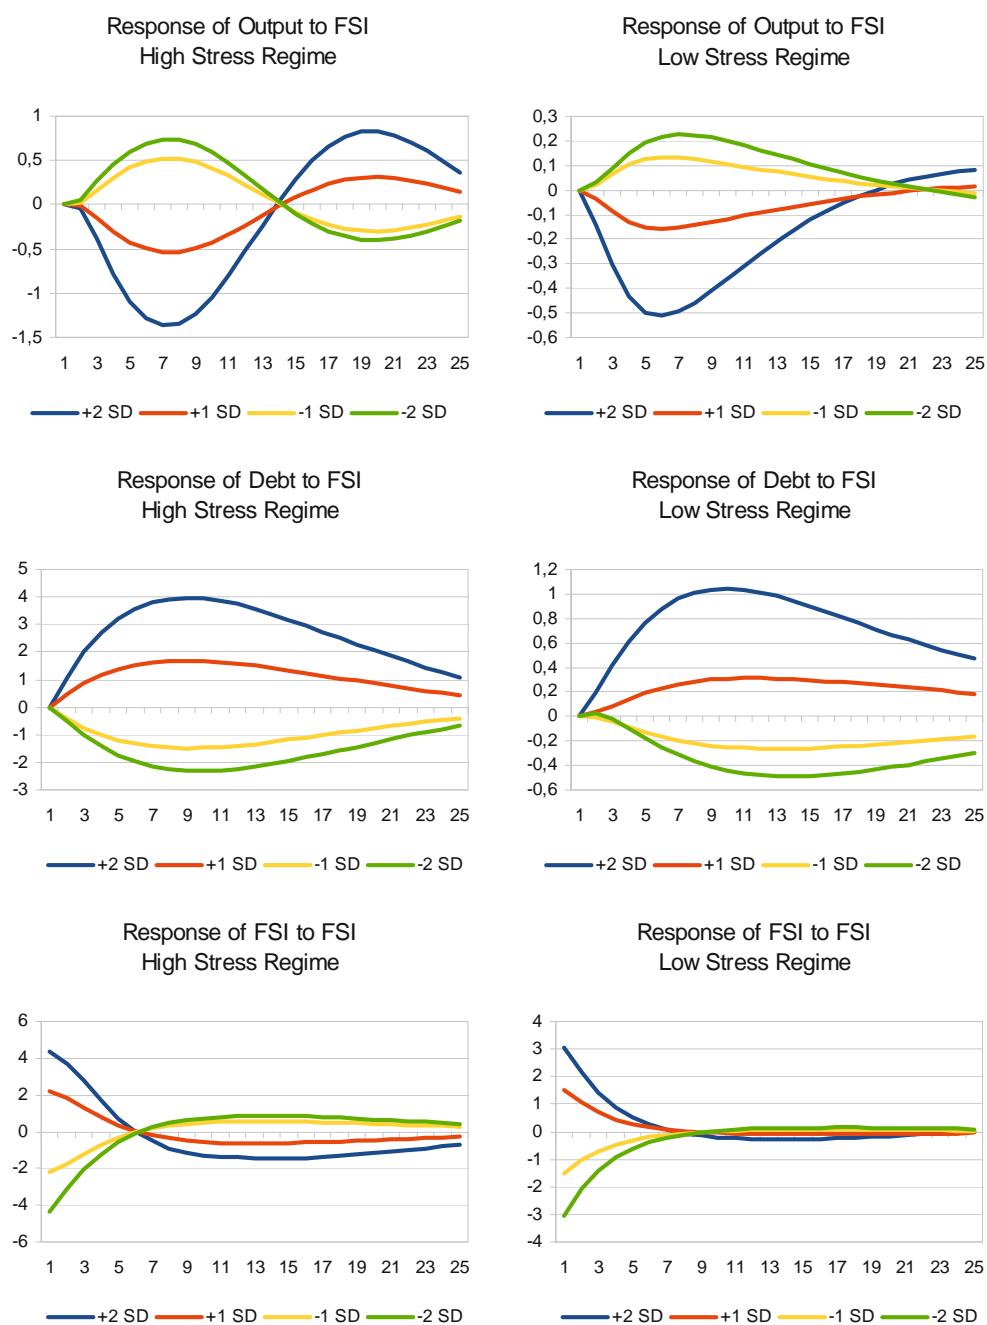 Response of Output to FSI
High Stress Regime
1
0,5
0
-0,5
-1
-1,5
1 3 5 7 9 11 13 15 17 19 21 23 25
+2 SD +1 SD -1 SD -2 SD
Response of Output to FSI
Low Stress Regime
0,3
0,2
0,1
0
-0,1
-0,2
-0,3
-0,4
-0,5
-0,6
1 3 5 7 9 11 13 15 17 19 21 23 25
+2 SD +1 SD -1 SD -2 SD
Response of Debt to FSI
High Stress Regime
5
4
3
2
1
0
-1
-2
-3
1 3 5 7 9 11 13 15 17 19 21 23 25
+2 SD +1 SD -1 SD -2 SD
Response of Debt to FSI
Low Stress Regime
1,2
1
0,8
0,6
0,4
0,2
0
-0,2
-0,4
-0,6
1 3 5 7 9 11 13 15 17 19 21 23 25
+2 SD +1 SD -1 SD -2 SD
Response of FSI to FSI
High Stress Regime
6
4
2
0
-2
-4
-6
1 3 5 7 9 11 13 15 17 19 21 23 25
+2 SD +1 SD -1 SD -2 SD
Response of FSI to FSI
Low Stress Regime
4
3
2
1
0
-1
-2
-3
-4
1 3 5 7 9 11 13 15 17 19 21 23 25
+2 SD +1 SD -1 SD -2 SD